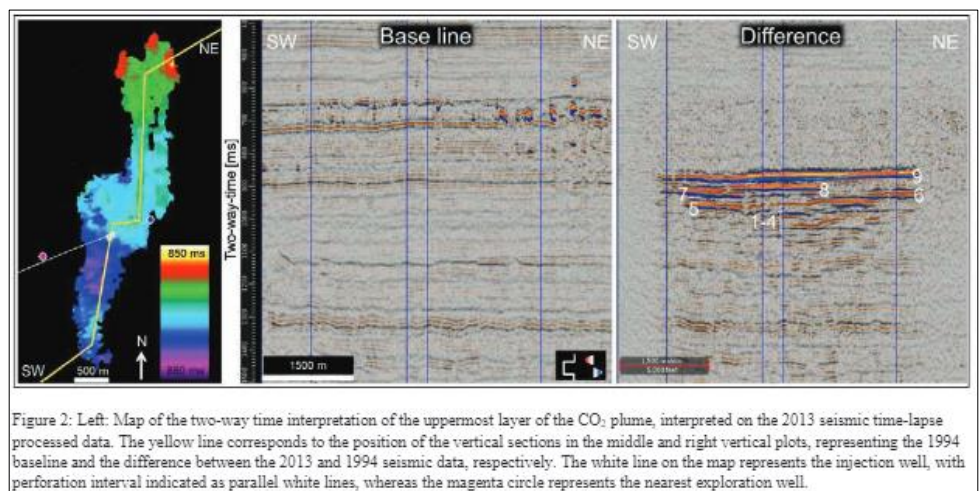 NE
850 ms
880 ms
SW
500 m
N
Two-way-time [ms]
SW
Base line
NE
1500 m
SW
Difference
NE
9
8
7
6
5
1-4
Figure 2: Left: Map of the two-way time interpretation of the uppermost layer of the CO₂ plume, interpreted on the 2013 seismic time-lapse
processed data. The yellow line corresponds to the position of the vertical sections in the middle and right vertical plots, representing the 1994
baseline and the difference between the 2013 and 1994 seismic data, respectively. The white line on the map represents the injection well, with
perforation interval indicated as parallel white lines, whereas the magenta circle represents the nearest exploration well.